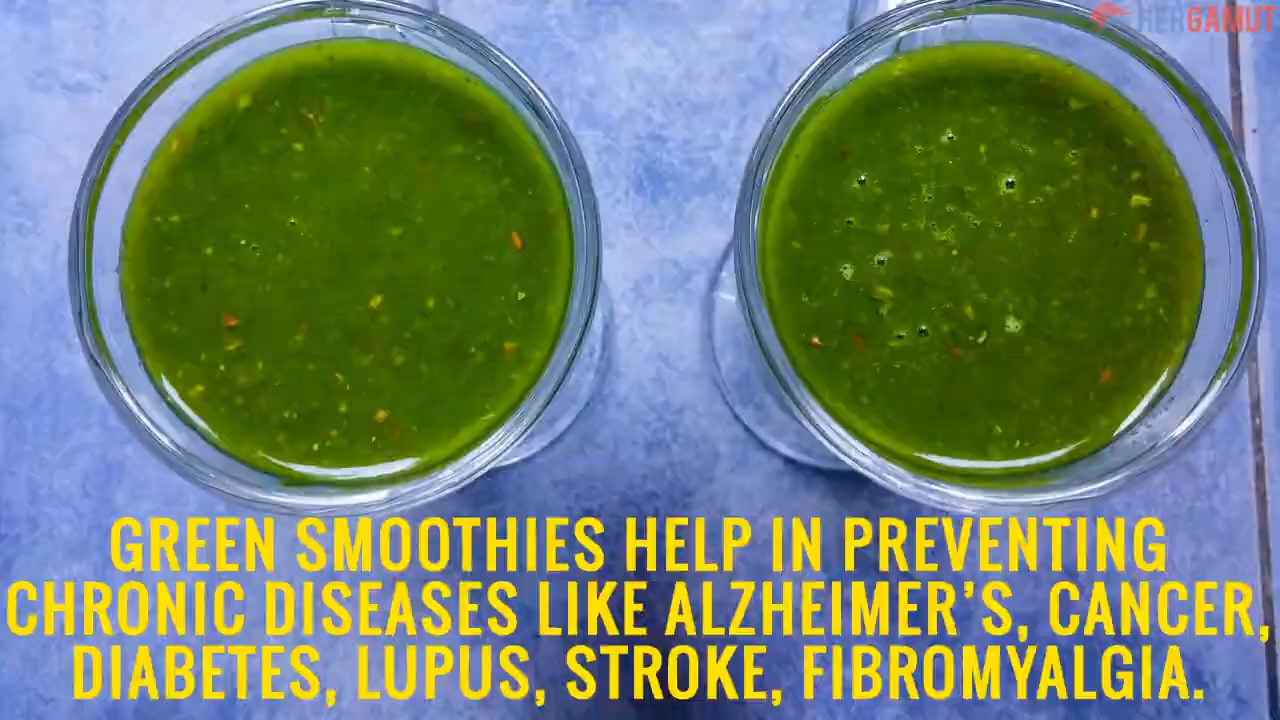 HERGAMUT
GREEN SMOOTHIES HELP IN PREVENTING
CHRONIC DISEASES LIKE ALZHEIMER’S, CANCER,
DIABETES, LUPUS, STROKE, FIBROMYALGIA.